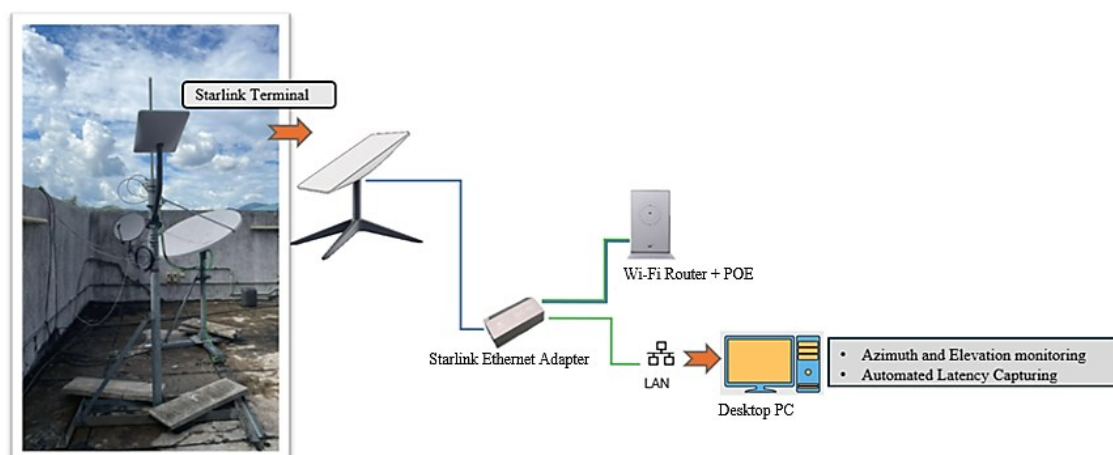 Starlink Terminal
Wi-Fi Router + POE
Starlink Ethernet Adapter
LAN
Desktop PC
• Azimuth and Elevation monitoring
• Automated Latency Capturing